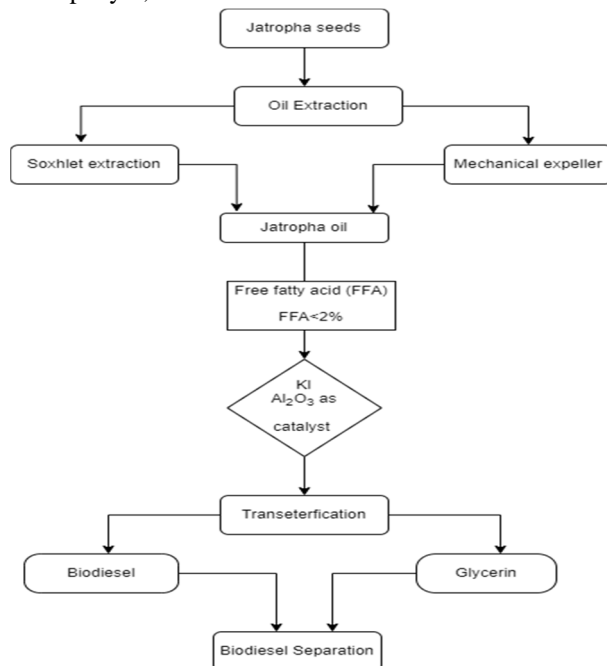 Jatropha seeds
Oil Extraction
Soxhlet extraction
Mechanical expeller
Jatropha oil
Free fatty acid (FFA)
FFA<2%
KI
Al₂O₃ as
catalyst
Transeterfication
Biodiesel
Glycerin
Biodiesel Separation